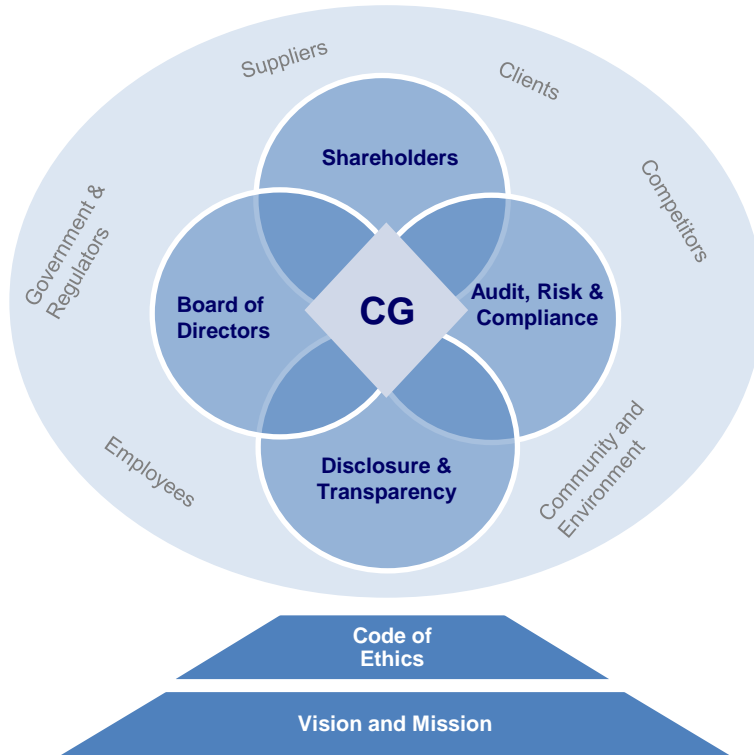 Suppliers
Clients
Government &
Regulators
Competitors
Shareholders
Board of
Directors
CG
Audit, Risk &
Compliance
Disclosure &
Transparency
Employees
Community and
Environment
Code of
Ethics
Vision and Mission